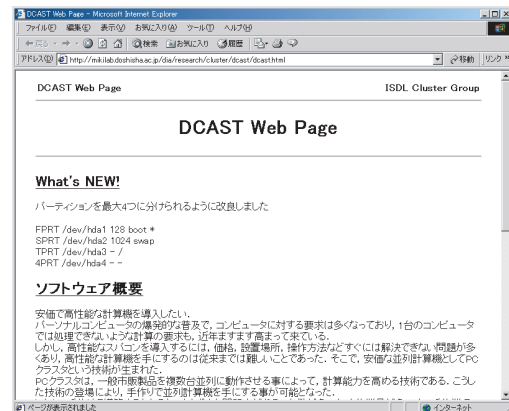 DCAST Web Page - Microsoft Internet Explorer
ファイル(F) 編集(E) 表示(V) お気に入り(A) ツール(T) ヘルプ(H)
戻る 検索 お気に入り 履歴
アドレス(D) http://mikilab.doshisha.ac.jp/dia/research/cluster/dcast/dcast.html 移動 リンク »
DCAST Web Page ISDL Cluster Group
DCAST Web Page
What's NEW!
パーティションを最大4つに分けられるように改良しました
FPRT /dev/hda1 128 boot *
SPRT /dev/hda2 1024 swap
TPRT /dev/hda3 - /
4PRT /dev/hda4 - -
ソフトウェア概要
安価で高性能な計算機を導入したい.
パーソナルコンピュータの爆発的な普及で, コンピュータに対する要求は多くなっており, 1台のコンピュータ
では処理できないような計算の要求も, 近年ますます高まって来ている.
しかし, 高性能なスパコンを導入するには, 価格, 設置場所, 操作方法などすぐには解決できない問題が多
くあり, 高性能な計算機を手にするのは従来までは難しいことであった. そこで, 安価な並列計算機としてPC
クラスタという技術が生まれた.
PCクラスタは, 一般市販製品を複数台並列に動作させる事によって, 計算能力を高める技術である. こうし
た技術の登場により, 手作りで並列計算機を手にする事が可能となった.
ページが表示されました インターネット